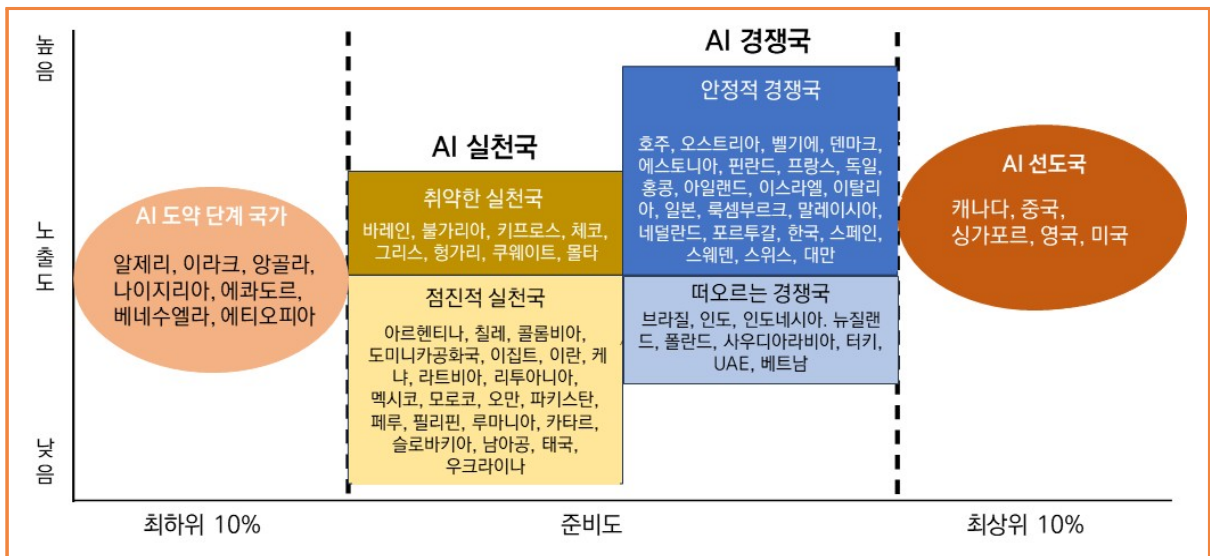 높음
노출도
낮음
AI 도약 단계 국가
알제리, 이라크, 앙골라,
나이지리아, 에콰도르,
베네수엘라, 에티오피아
AI 실천국
취약한 실천국
바레인, 불가리아, 키프로스, 체코,
그리스, 헝가리, 쿠웨이트, 몰타
점진적 실천국
아르헨티나, 칠레, 콜롬비아,
도미니카공화국, 이집트, 이란, 케
냐, 라트비아, 리투아니아,
멕시코, 모로코, 오만, 파키스탄,
페루, 필리핀, 루마니아, 카타르,
슬로바키아, 남아공, 태국,
우크라이나
AI 경쟁국
안정적 경쟁국
호주, 오스트리아, 벨기에, 덴마크,
에스토니아, 핀란드, 프랑스, 독일,
홍콩, 아일랜드, 이스라엘, 이탈리
아, 일본, 룩셈부르크, 말레이시아,
네덜란드, 포르투갈, 한국, 스페인,
스웨덴, 스위스, 대만
떠오르는 경쟁국
브라질, 인도, 인도네시아. 뉴질랜
드, 폴란드, 사우디아라비아, 터키,
UAE, 베트남
AI 선도국
캐나다, 중국,
싱가포르, 영국, 미국
최하위 10%
준비도
최상위 10%